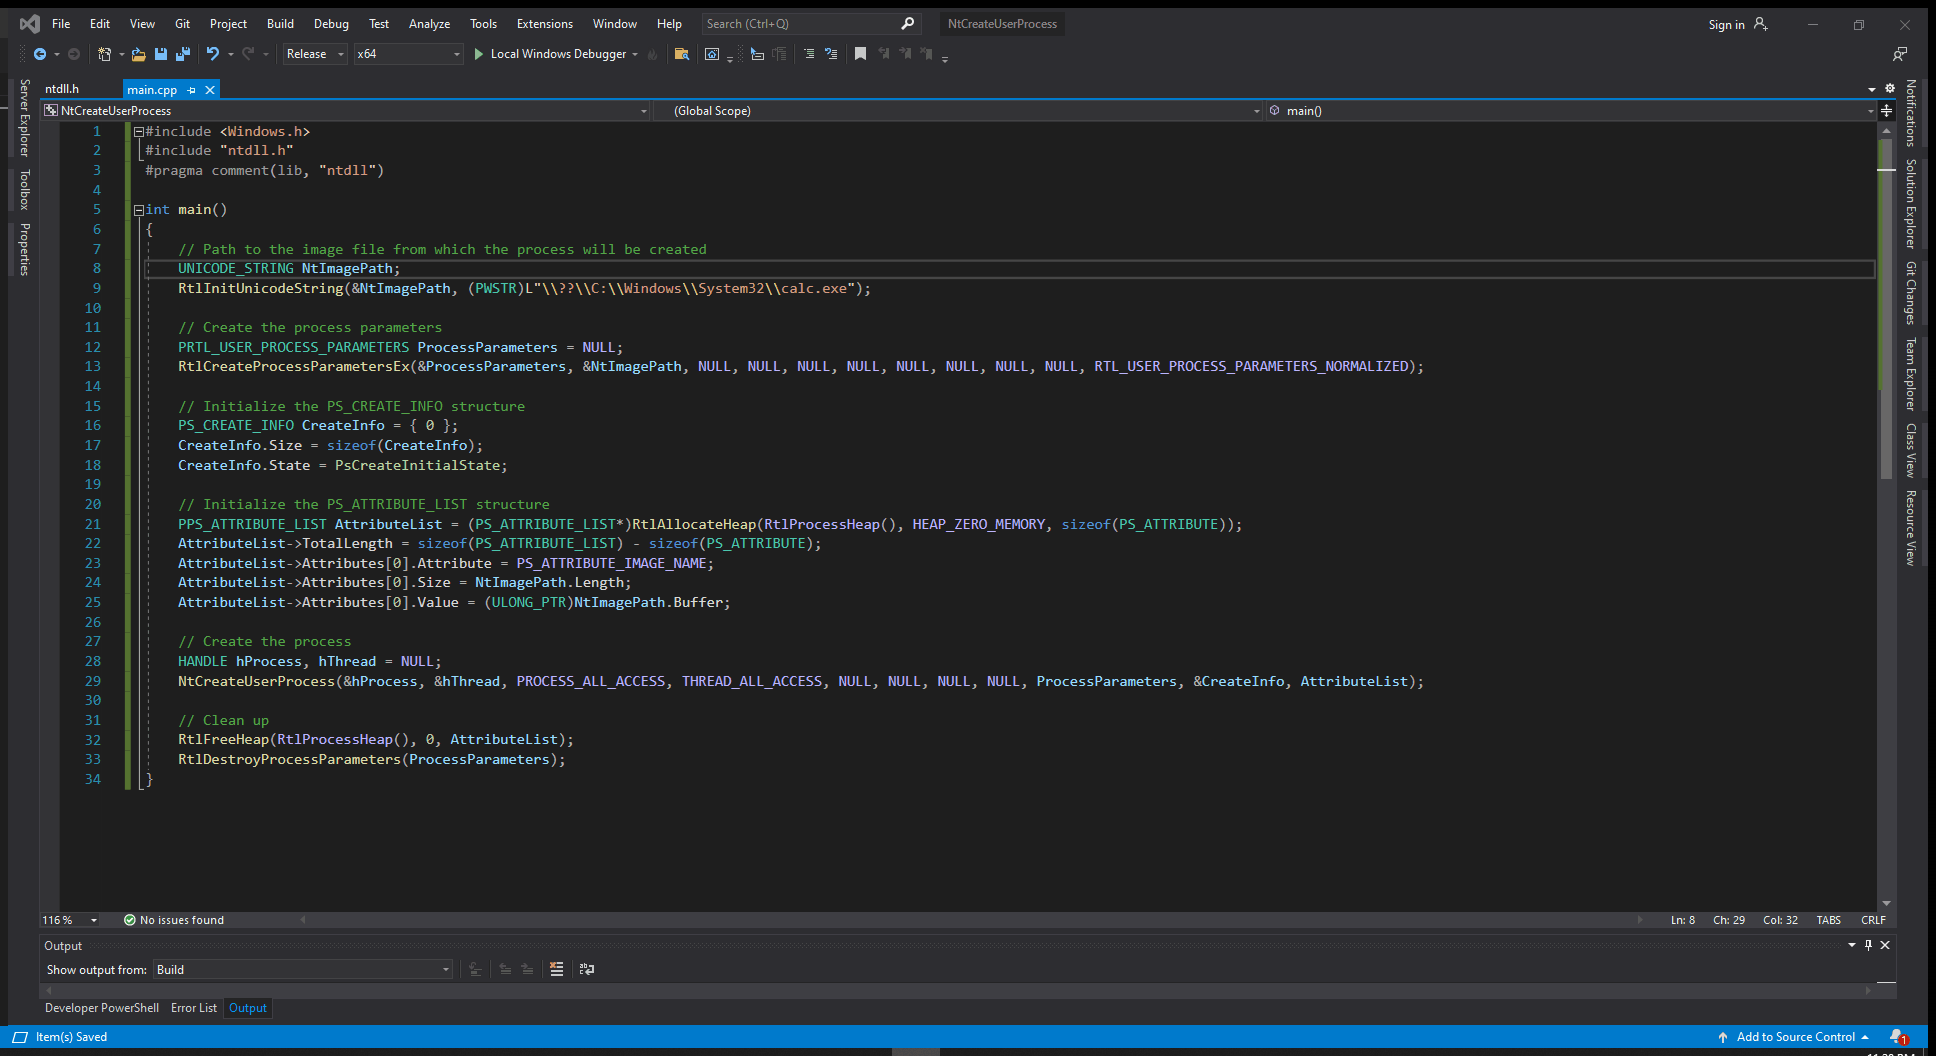 File Edit View Git Project Build Debug Test Analyze Tools Extensions Window Help Search (Ctrl+Q) NtCreateUserProcess Sign in
Release x64 Local Windows Debugger
ntdll.h main.cpp
NtCreateUserProcess (Global Scope) main()
Server Explorer
Toolbox
Properties
1 #include <Windows.h>
2 #include "ntdll.h"
3 #pragma comment(lib, "ntdll")
4
5 int main()
6 {
7 // Path to the image file from which the process will be created
8 UNICODE_STRING NtImagePath;
9 RtlInitUnicodeString(&NtImagePath, (PWSTR)L"\\??\\C:\\Windows\\System32\\calc.exe");
10
11 // Create the process parameters
12 PRTL_USER_PROCESS_PARAMETERS ProcessParameters = NULL;
13 RtlCreateProcessParametersEx(&ProcessParameters, &NtImagePath, NULL, NULL, NULL, NULL, NULL, NULL, NULL, NULL, RTL_USER_PROCESS_PARAMETERS_NORMALIZED);
14
15 // Initialize the PS_CREATE_INFO structure
16 PS_CREATE_INFO CreateInfo = { 0 };
17 CreateInfo.Size = sizeof(CreateInfo);
18 CreateInfo.State = PsCreateInitialState;
19
20 // Initialize the PS_ATTRIBUTE_LIST structure
21 PPS_ATTRIBUTE_LIST AttributeList = (PS_ATTRIBUTE_LIST*)RtlAllocateHeap(RtlProcessHeap(), HEAP_ZERO_MEMORY, sizeof(PS_ATTRIBUTE));
22 AttributeList->TotalLength = sizeof(PS_ATTRIBUTE_LIST) - sizeof(PS_ATTRIBUTE);
23 AttributeList->Attributes[0].Attribute = PS_ATTRIBUTE_IMAGE_NAME;
24 AttributeList->Attributes[0].Size = NtImagePath.Length;
25 AttributeList->Attributes[0].Value = (ULONG_PTR)NtImagePath.Buffer;
26
27 // Create the process
28 HANDLE hProcess, hThread = NULL;
29 NtCreateUserProcess(&hProcess, &hThread, PROCESS_ALL_ACCESS, THREAD_ALL_ACCESS, NULL, NULL, NULL, NULL, ProcessParameters, &CreateInfo, AttributeList);
30
31 // Clean up
32 RtlFreeHeap(RtlProcessHeap(), 0, AttributeList);
33 RtlDestroyProcessParameters(ProcessParameters);
34 }
Notifications
Solution Explorer
Git Changes
Team Explorer
Class View
Resource View
116 % No issues found Ln: 8 Ch: 29 Col: 32 TABS CRLF
Output
Show output from: Build
Developer PowerShell Error List Output
Item(s) Saved Add to Source Control 1